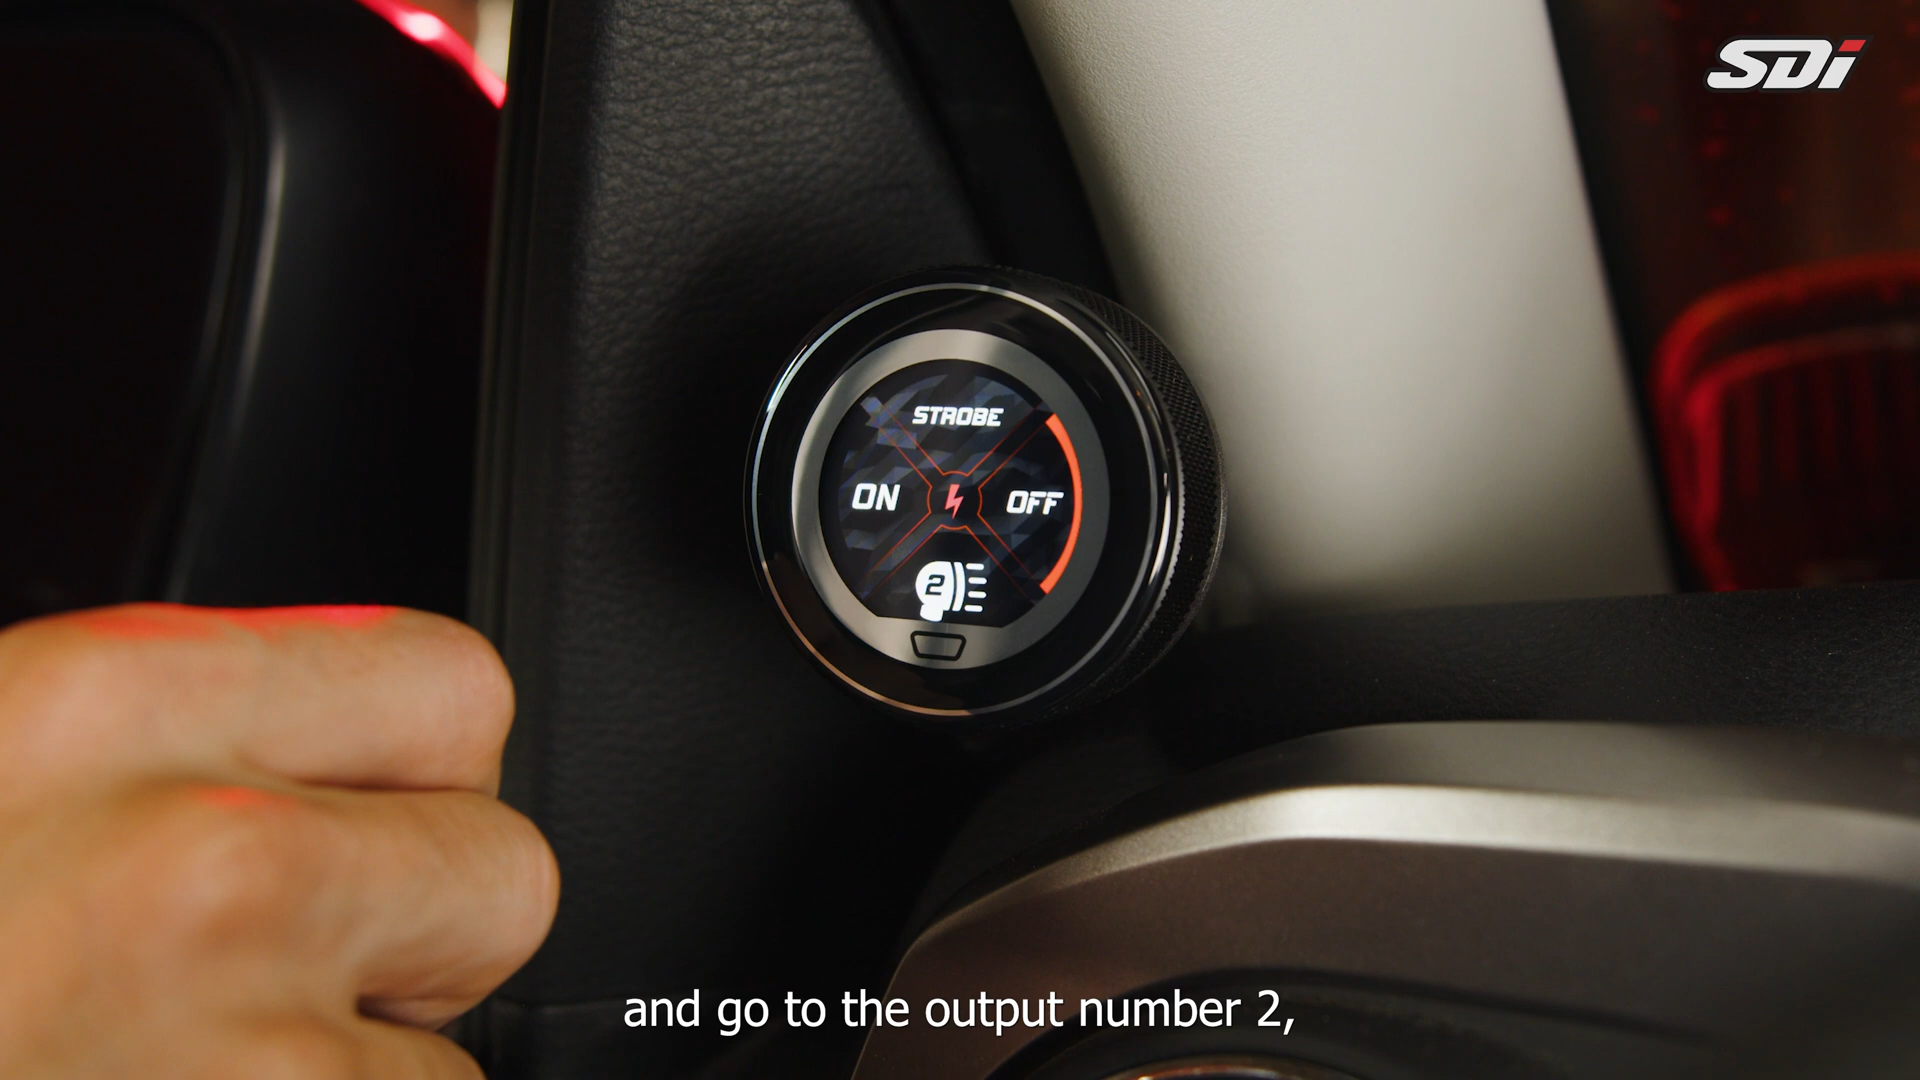 SDi
STROBE
ON
OFF
2
and go to the output number 2,